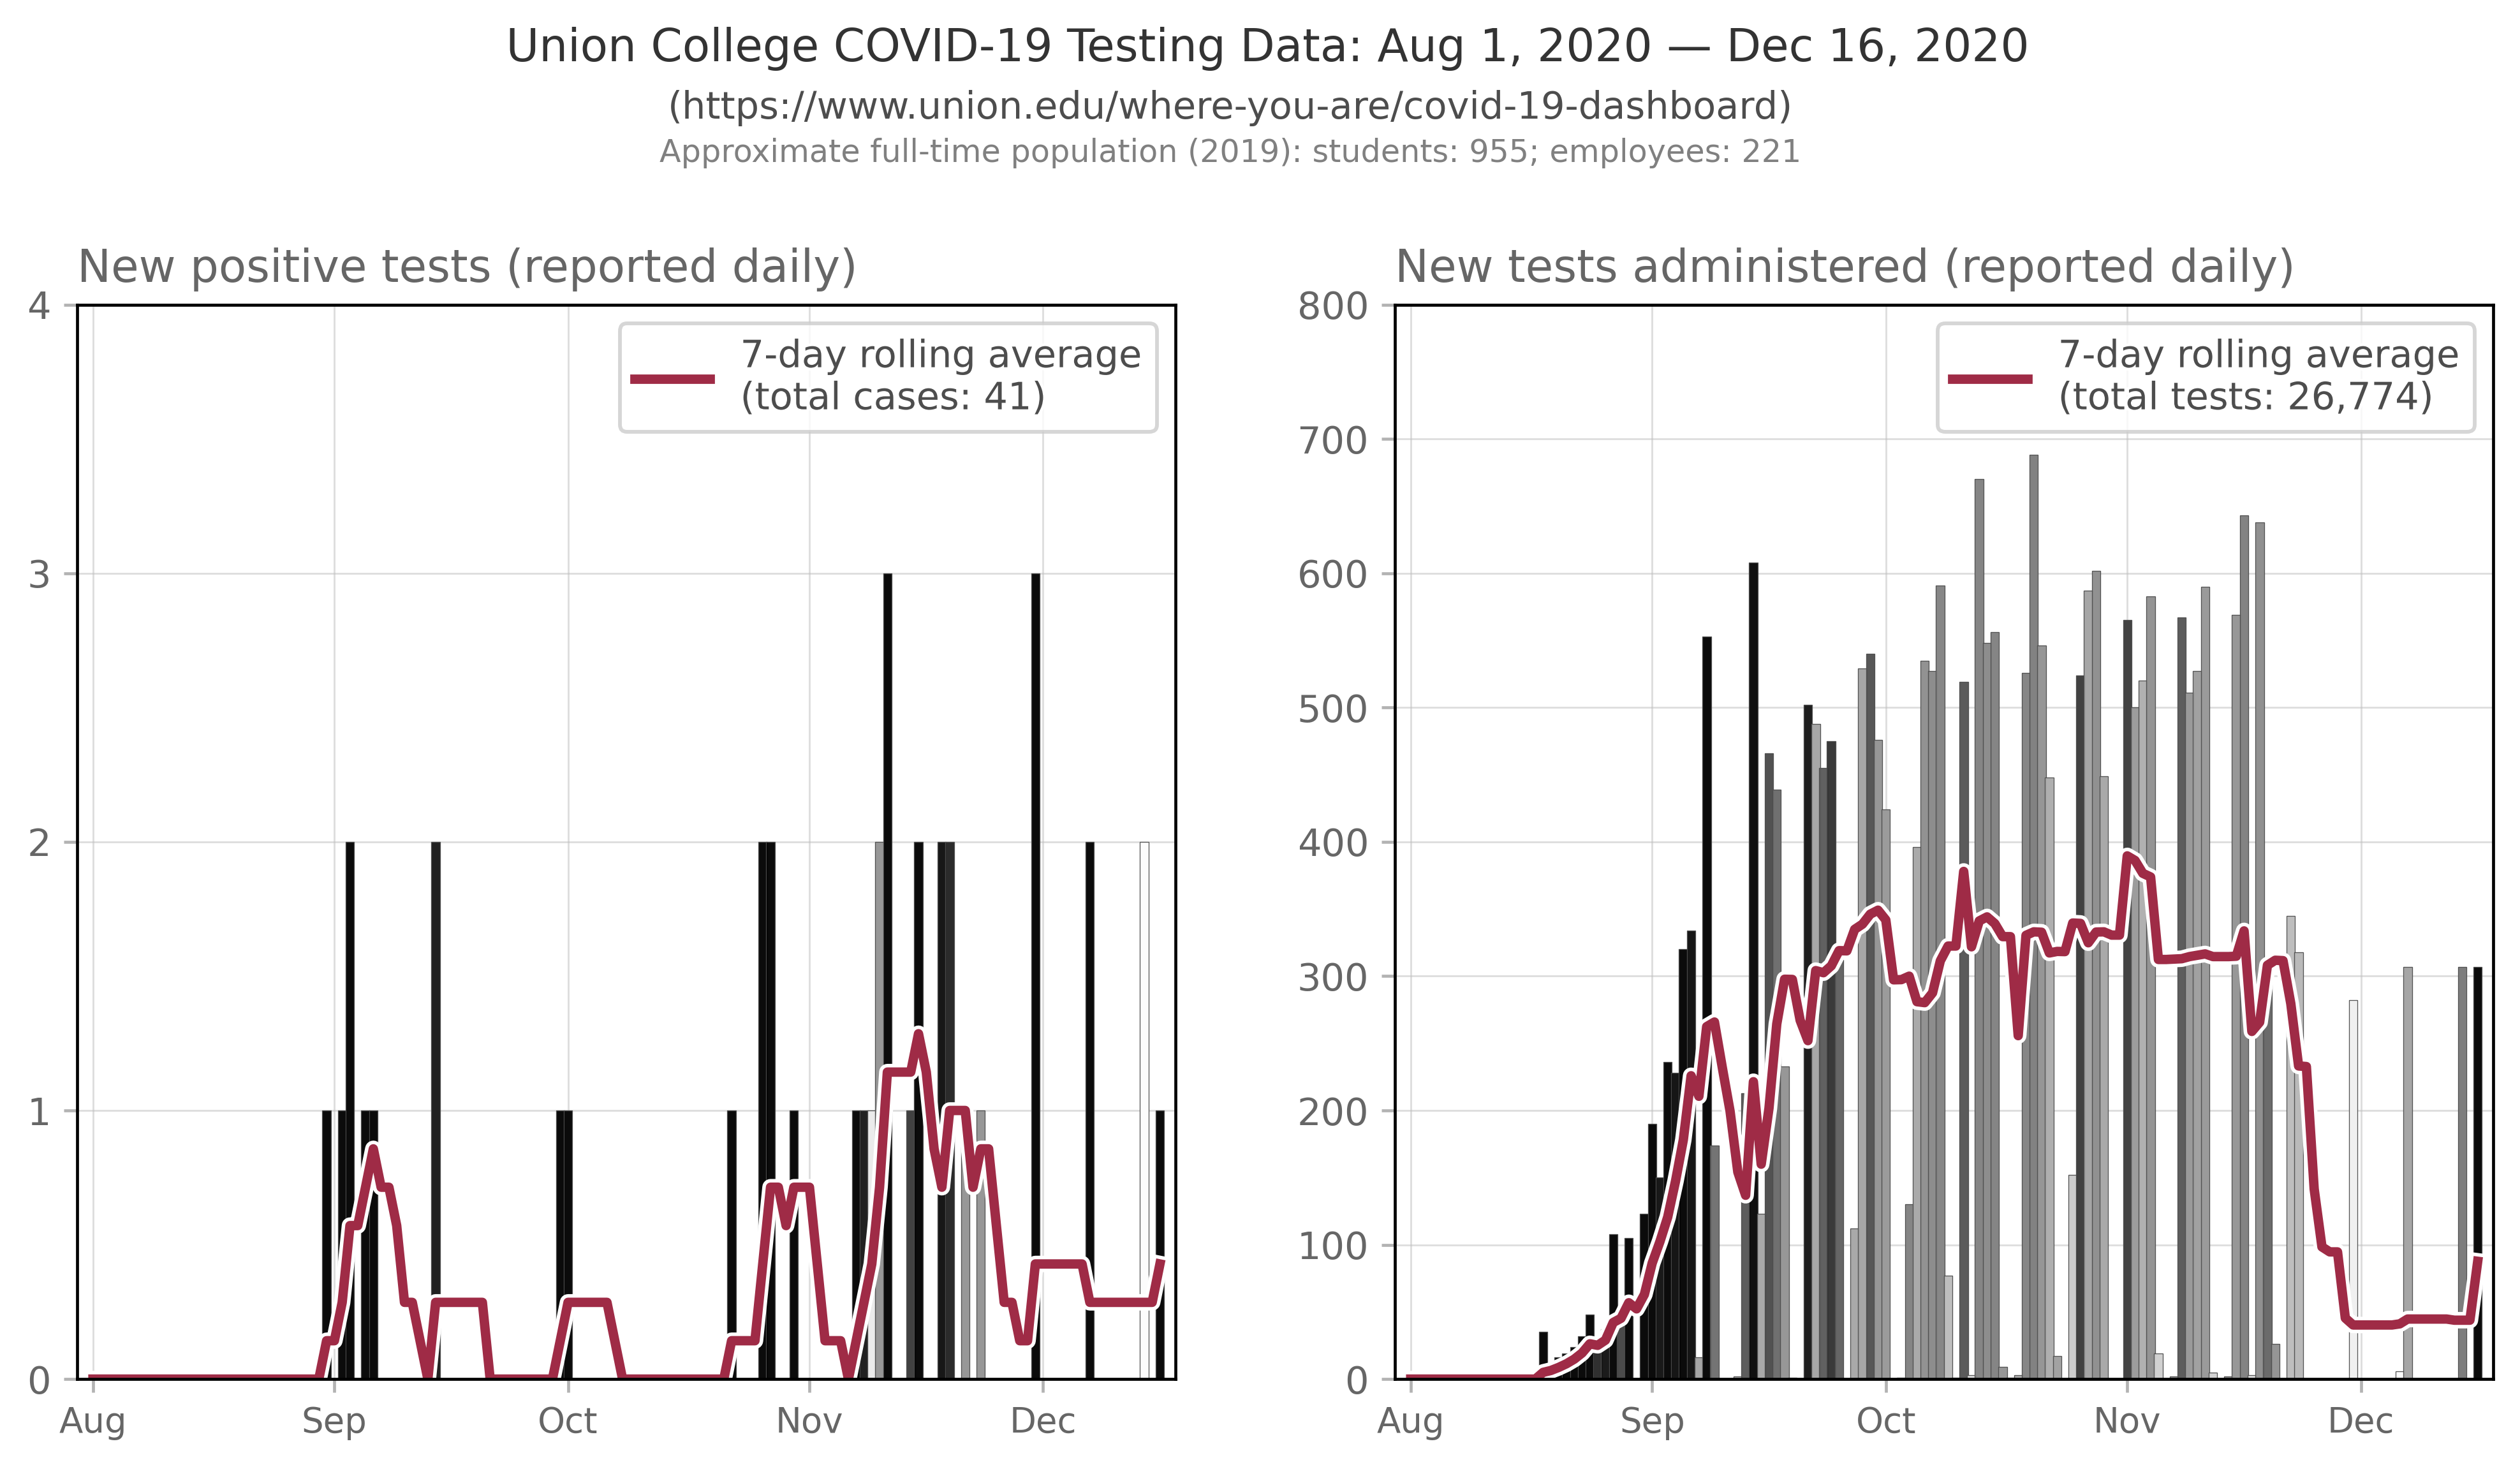 Union College COVID-19 Testing Data: Aug 1, 2020 — Dec 16, 2020
(https://www.union.edu/where-you-are/covid-19-dashboard)
Approximate full-time population (2019): students: 955; employees: 221
New positive tests (reported daily)
4
3
2
1
0
7-day rolling average
(total cases: 41)
Aug Sep Oct Nov Dec
New tests administered (reported daily)
800
700
600
500
400
300
200
100
0
7-day rolling average
(total tests: 26,774)
Aug Sep Oct Nov Dec